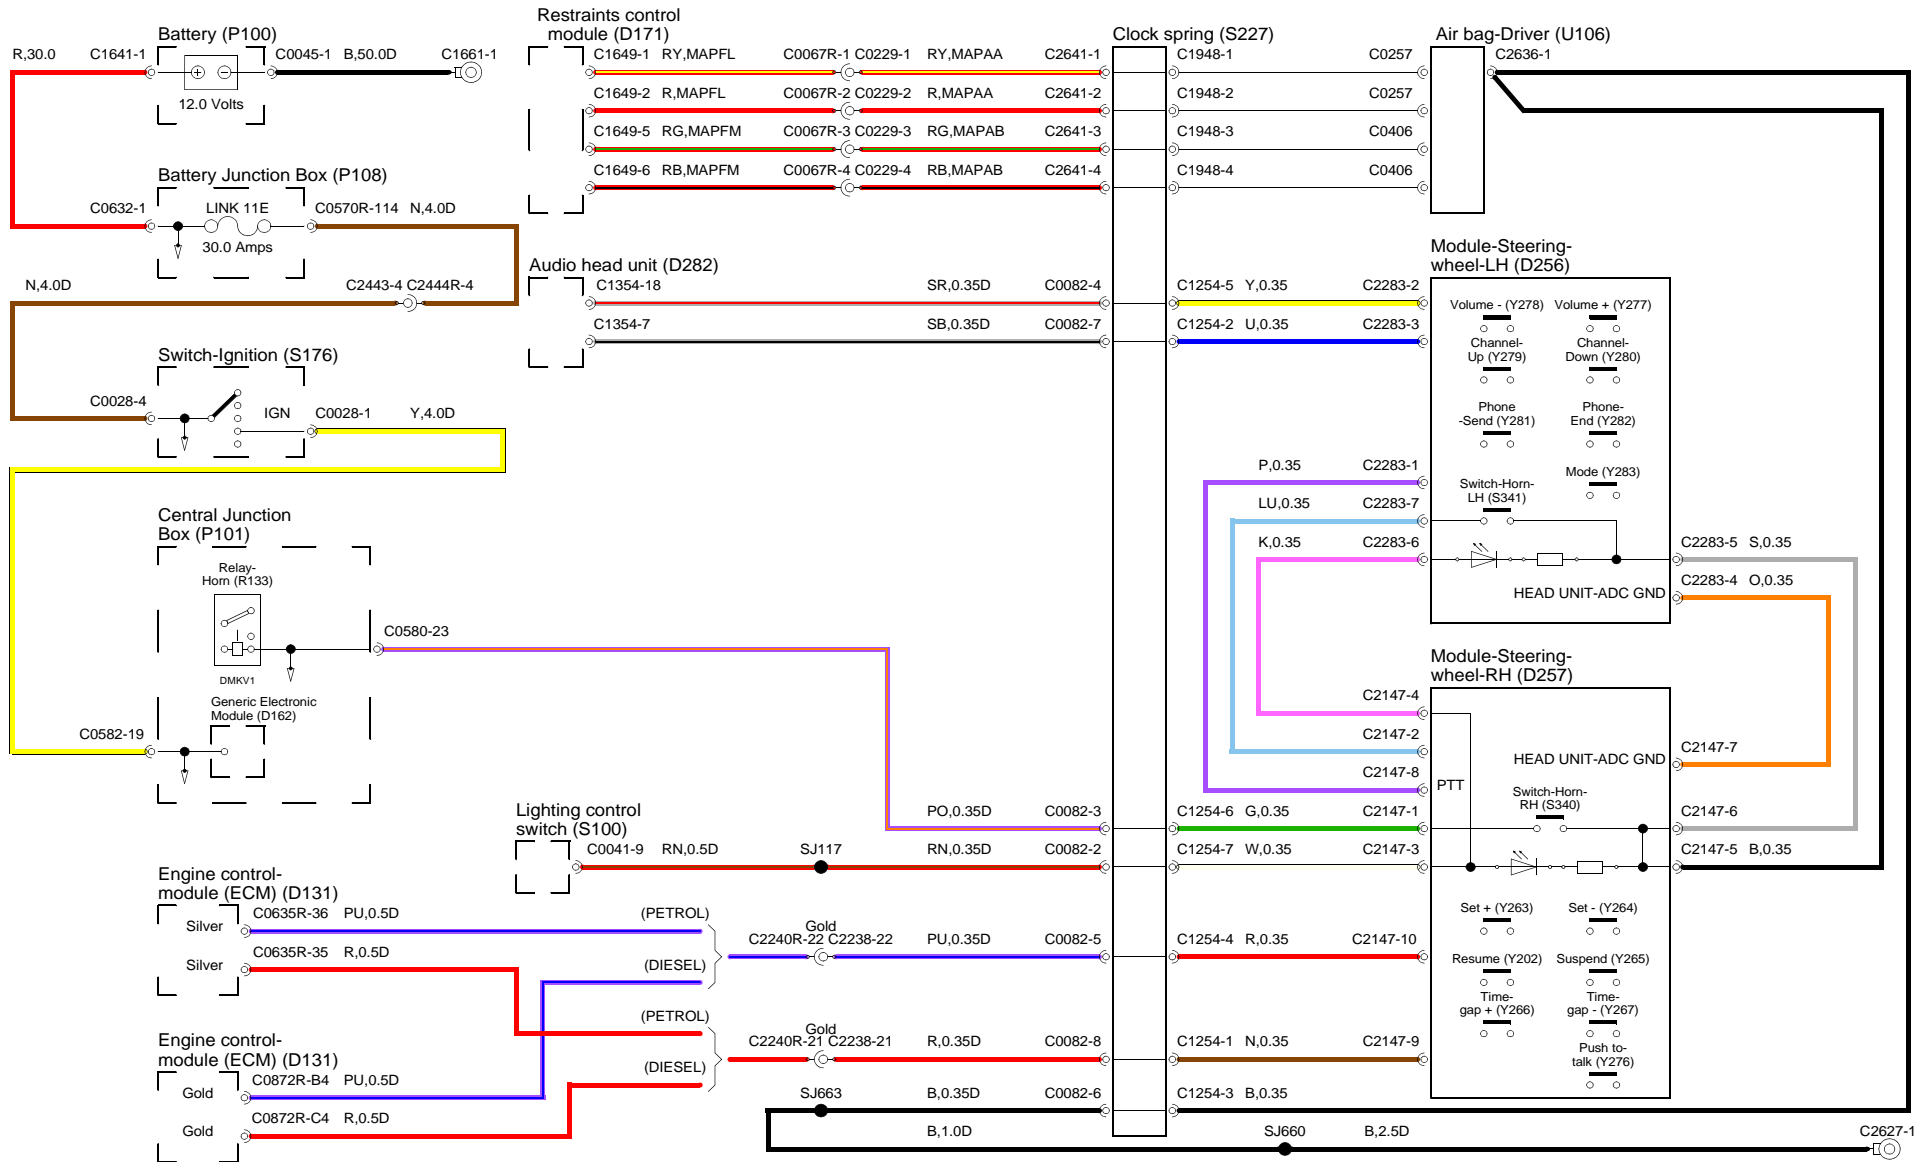 Battery (P100)
R,30.0 C1641-1 C0045-1 B,50.0D C1661-1
12.0 Volts
Restraints control
module (D171)
C1649-1 RY,MAPFL C0067R-1 C0229-1 RY,MAPAA C2641-1
C1649-2 R,MAPFL C0067R-2 C0229-2 R,MAPAA C2641-2
C1649-5 RG,MAPFM C0067R-3 C0229-3 RG,MAPAB C2641-3
C1649-6 RB,MAPFM C0067R-4 C0229-4 RB,MAPAB C2641-4
Clock spring (S227)
C1948-1 C0257
C1948-2 C0257
C1948-3 C0406
C1948-4 C0406
Air bag-Driver (U106)
C2636-1
Battery Junction Box (P108)
C0632-1 LINK 11E C0570R-114 N,4.0D
30.0 Amps
N,4.0D C2443-4 C2444R-4
Audio head unit (D282)
C1354-18 SR,0.35D C0082-4 C1254-5 Y,0.35 C2283-2
C1354-7 SB,0.35D C0082-7 C1254-2 U,0.35 C2283-3
Module-Steering-
wheel-LH (D256)
Volume - (Y278) Volume + (Y277)
Channel-
Up (Y279)
Channel-
Down (Y280)
Phone
-Send (Y281)
Phone-
End (Y282)
Mode (Y283)
Switch-Horn-
LH (S341)
P,0.35 C2283-1
LU,0.35 C2283-7
K,0.35 C2283-6
C2283-5 S,0.35
C2283-4 O,0.35
HEAD UNIT-ADC GND
Switch-Ignition (S176)
C0028-4 IGN C0028-1 Y,4.0D
Central Junction
Box (P101)
Relay-
Horn (R133)
DMKV1
C0580-23
Generic Electronic
Module (D162)
C0582-19
Module-Steering-
wheel-RH (D257)
C2147-4
C2147-2
C2147-8
PTT
HEAD UNIT-ADC GND
C2147-7
Switch-Horn-
RH (S340)
C2147-6
C2147-5 B,0.35
PO,0.35D C0082-3 C1254-6 G,0.35 C2147-1
Lighting control
switch (S100)
C0041-9 RN,0.5D SJ117 RN,0.35D C0082-2 C1254-7 W,0.35 C2147-3
Engine control-
module (ECM) (D131)
Silver C0635R-36 PU,0.5D (PETROL)
Silver C0635R-35 R,0.5D (DIESEL)
Gold
C2240R-22 C2238-22 PU,0.35D C0082-5 C1254-4 R,0.35 C2147-10
Set + (Y263) Set - (Y264)
Resume (Y202) Suspend (Y265)
Time-
gap + (Y266)
Time-
gap - (Y267)
Push to-
talk (Y276)
(PETROL)
(DIESEL)
Gold
C2240R-21 C2238-21 R,0.35D C0082-8 C1254-1 N,0.35 C2147-9
Engine control-
module (ECM) (D131)
Gold C0872R-B4 PU,0.5D
Gold C0872R-C4 R,0.5D
SJ663 B,0.35D C0082-6 C1254-3 B,0.35
B,1.0D SJ660 B,2.5D C2627-1